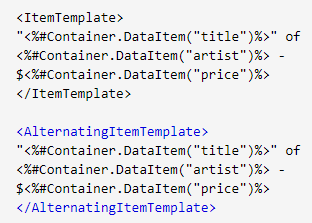 <ItemTemplate>
"<%#Container.DataItem("title")%>" of
<%#Container.DataItem("artist")%> -
$<%#Container.DataItem("price")%>
</ItemTemplate>

<AlternatingItemTemplate>
"<%#Container.DataItem("title")%>" of
<%#Container.DataItem("artist")%> -
$<%#Container.DataItem("price")%>
</AlternatingItemTemplate>